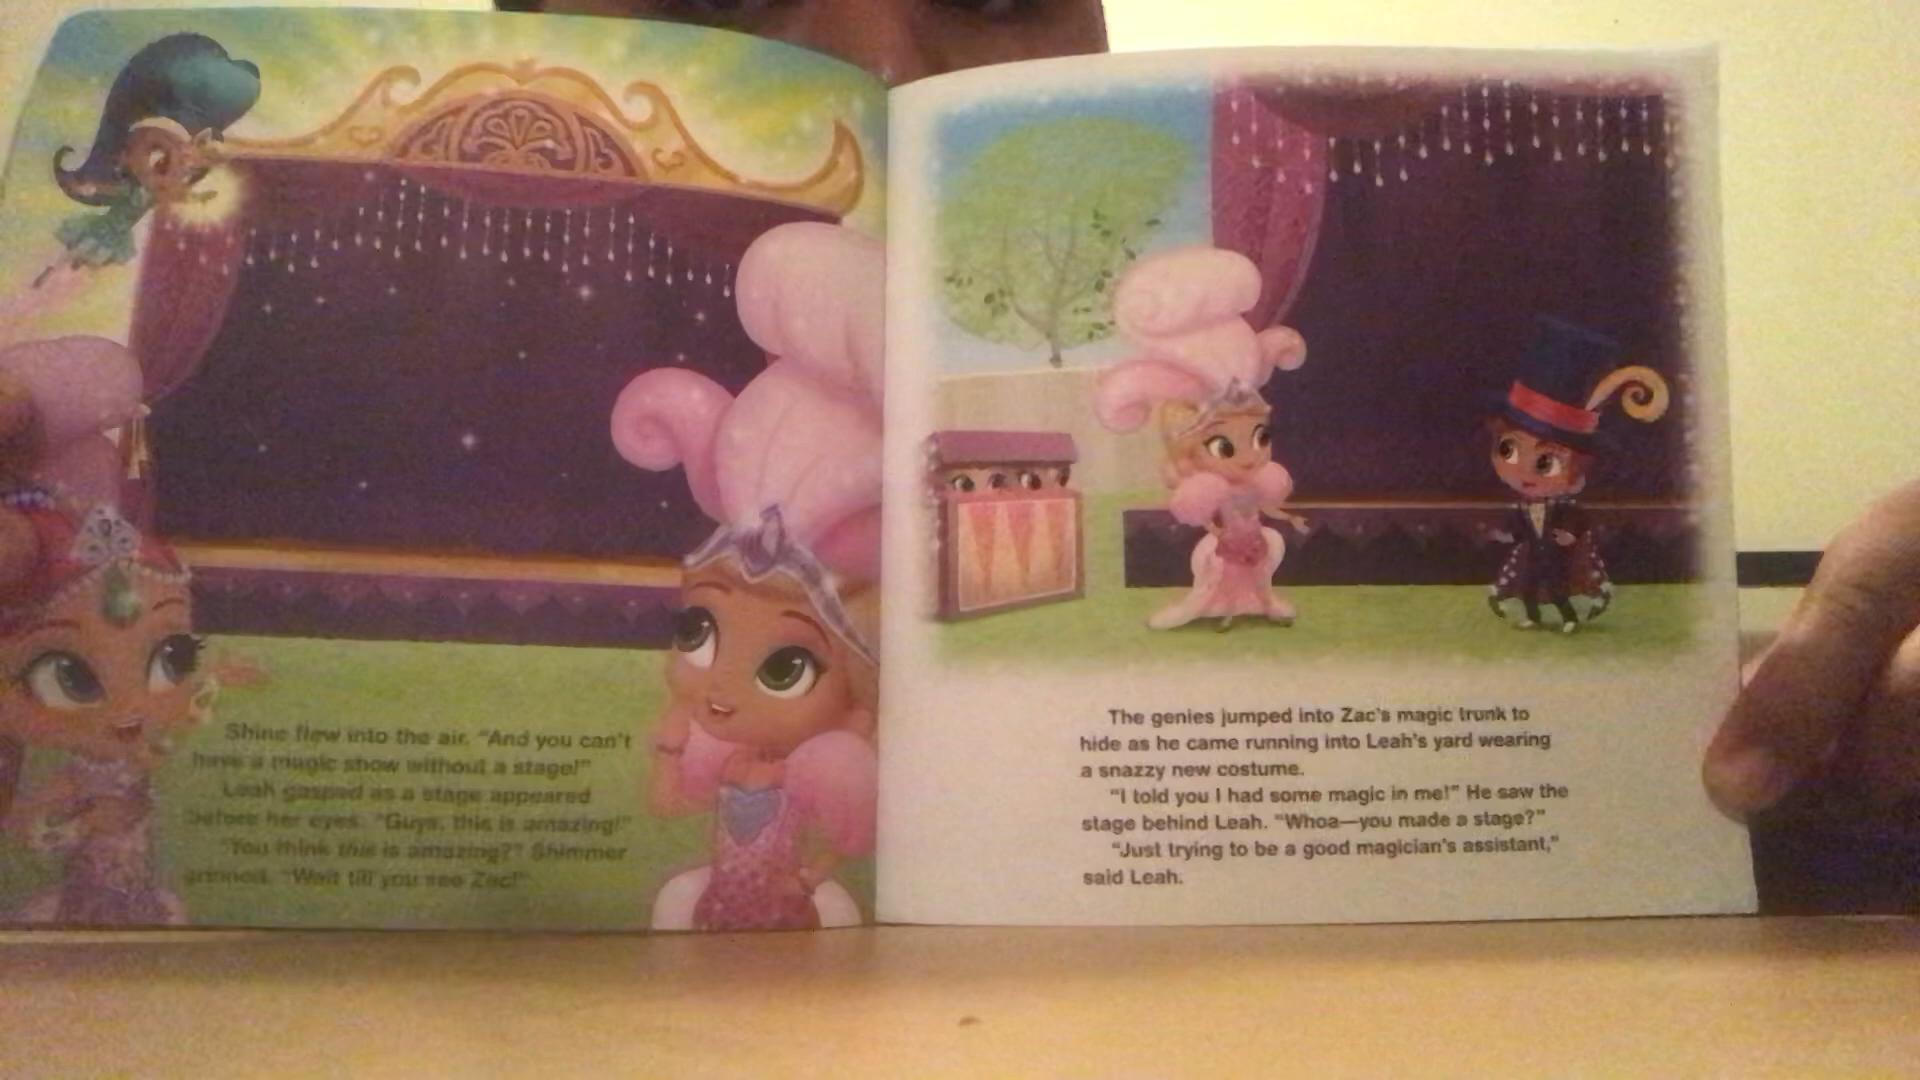 Shine flew into the air. "And you can't
have a magic show without a stage!"
Leah gasped as a stage appeared
before her eyes. "Guys, this is amazing!"
"You think this is amazing?? Shimmer
grinned. "Wait till you see Zac!"
The genies jumped into Zac's magic trunk to
hide as he came running into Leah's yard wearing
a snazzy new costume.
"I told you I had some magic in me!" He saw the
stage behind Leah. "Whoa—you made a stage?"
"Just trying to be a good magician's assistant,"
said Leah.